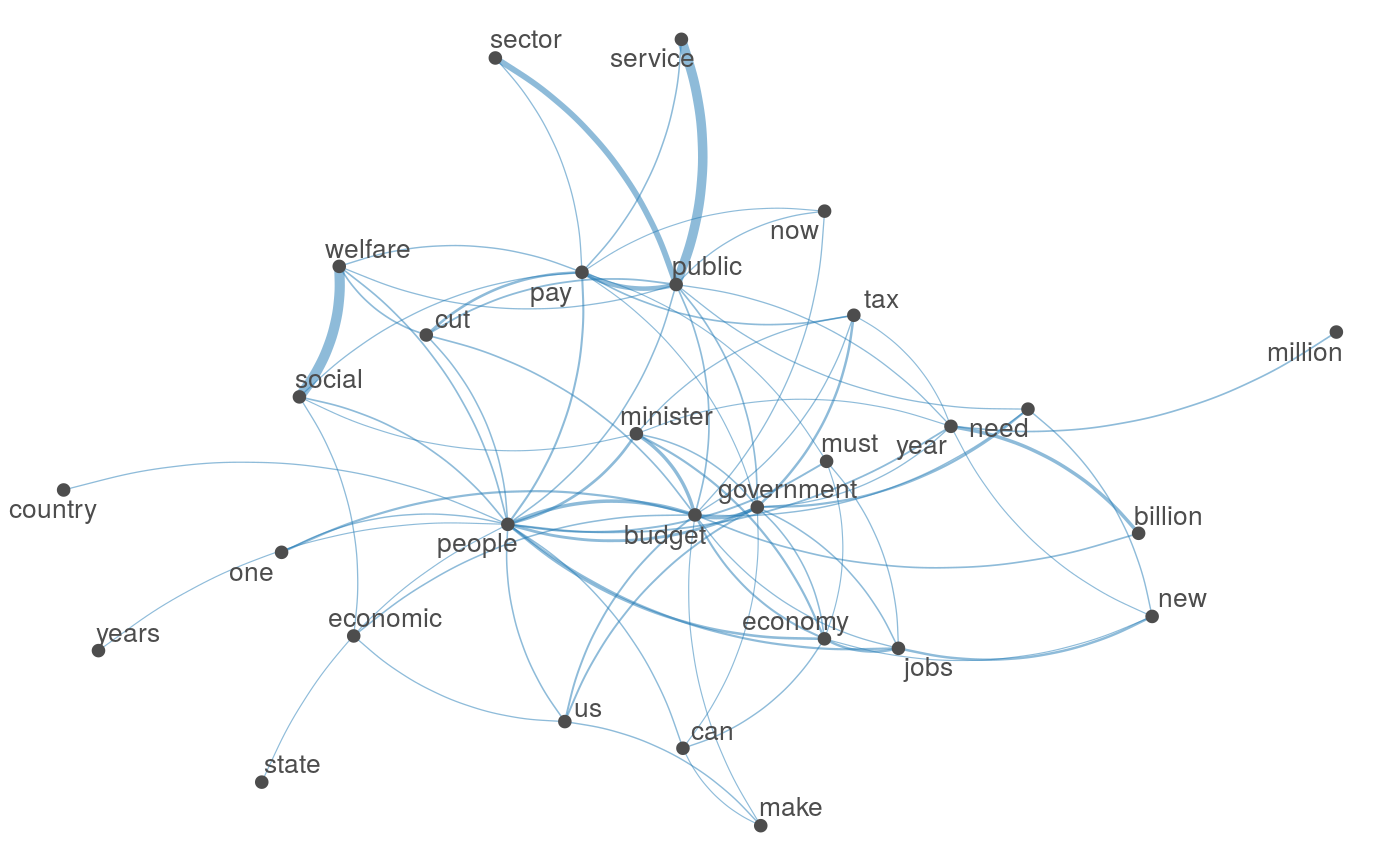 sector
service
now
welfare
public
pay
tax
cut
million
social
minister
need
must
year
government
country
billion
budget
people
one
new
economic
economy
years
jobs
us
can
state
make